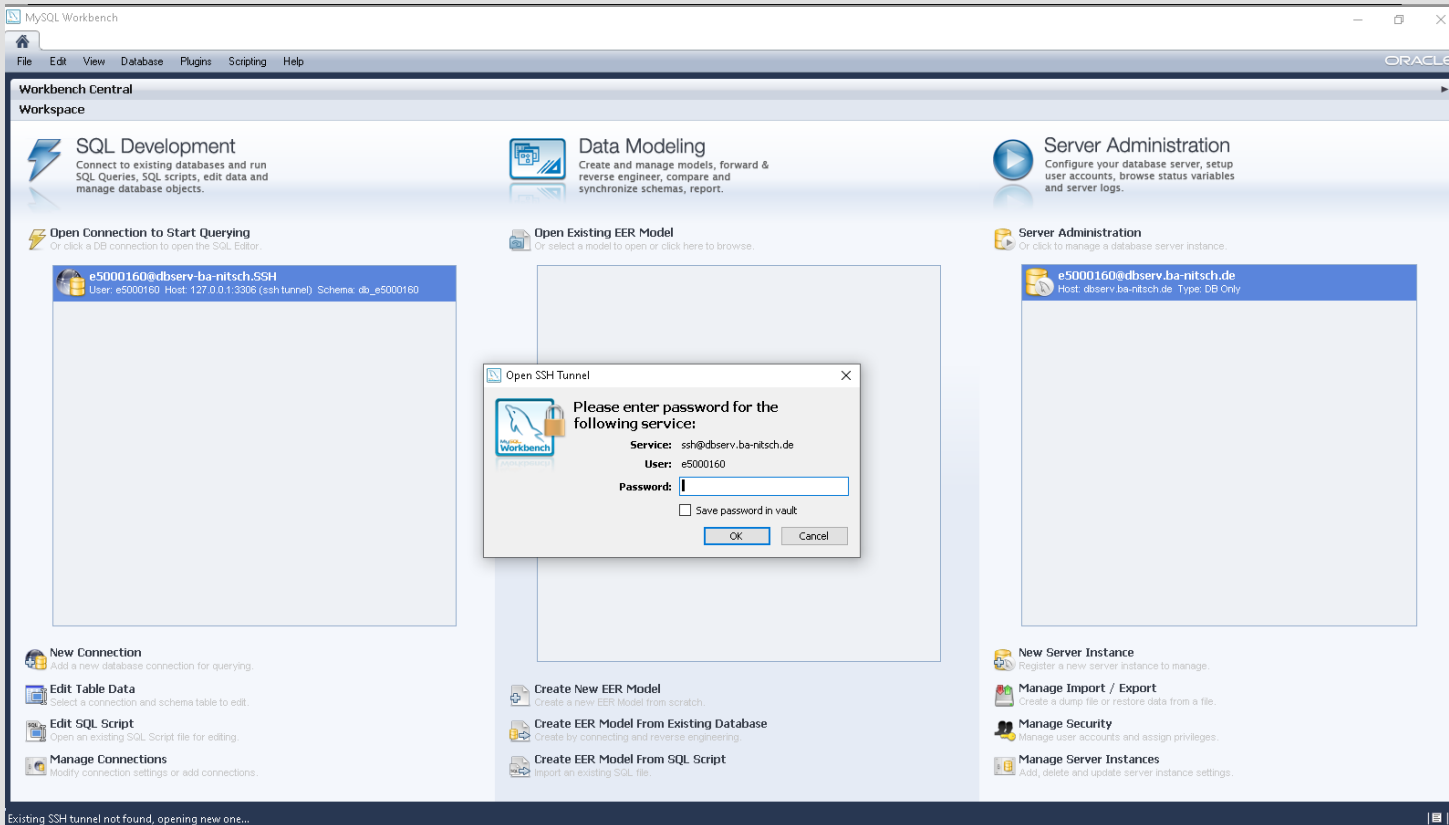 MySQL Workbench
File Edit View Database Plugins Scripting Help
ORACLE
Workbench Central
Workspace
SQL Development
Connect to existing databases and run
SQL Queries, SQL scripts, edit data and
manage database objects.
Open Connection to Start Querying
Or click a DB connection to open the SQL Editor.
e5000160@dbserv-ba-nitsch.SSH
User: e5000160 Host: 127.0.0.1:3306 (ssh tunnel) Schema: db_e5000160
New Connection
Add a new database connection for querying.
Edit Table Data
Select a connection and schema table to edit.
Edit SQL Script
Open an existing SQL Script file for editing.
Manage Connections
Modify connection settings or add connections.
Data Modeling
Create and manage models, forward &
reverse engineer, compare and
synchronize schemas, report.
Open Existing EER Model
Or select a model to open or click here to browse.
Open SSH Tunnel
Please enter password for the
following service:
Service: ssh@dbserv.ba-nitsch.de
User: e5000160
Password:
Save password in vault
OK Cancel
MySQL
Workbench
Create New EER Model
Create a new EER Model from scratch.
Create EER Model From Existing Database
Create by connecting and reverse engineering.
Create EER Model From SQL Script
Import an existing SQL file.
Server Administration
Configure your database server, setup
user accounts, browse status variables
and server logs.
Server Administration
Or click to manage a database server instance.
e5000160@dbserv.ba-nitsch.de
Host: dbserv.ba-nitsch.de Type: DB Only
New Server Instance
Register a new server instance to manage.
Manage Import / Export
Create a dump file or restore data from a file.
Manage Security
Manage user accounts and assign privileges.
Manage Server Instances
Add, delete and update server instance settings.
Existing SSH tunnel not found, opening new one...